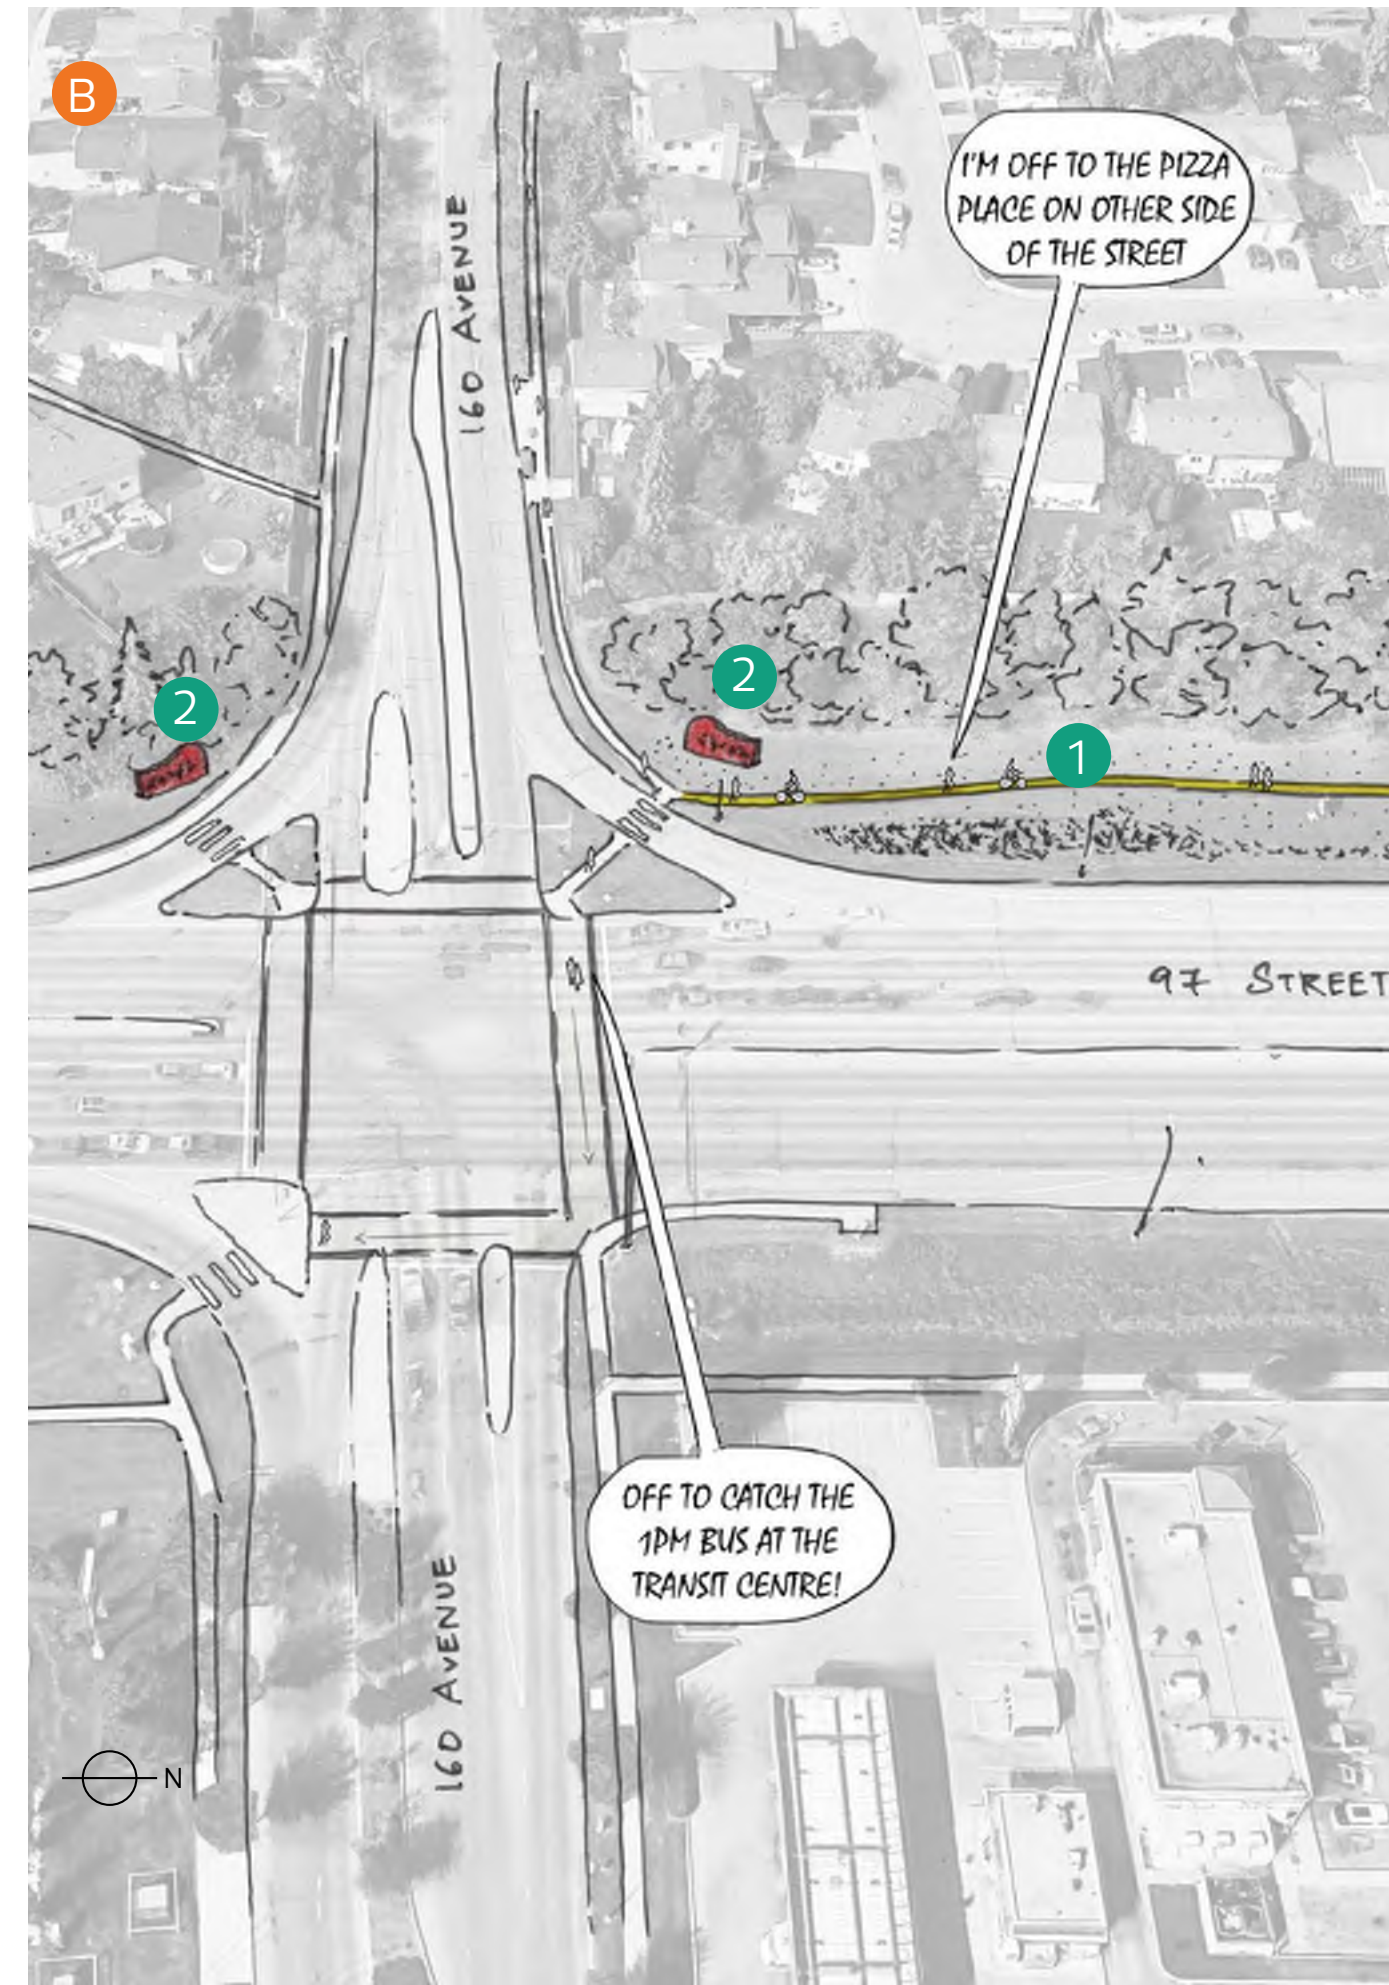 B
I'M OFF TO THE PIZZA
PLACE ON OTHER SIDE
OF THE STREET
160 AVENUE
2
2
1
97 STREET
OFF TO CATCH THE
1PM BUS AT THE
TRANSIT CENTRE!
160 AVENUE
N